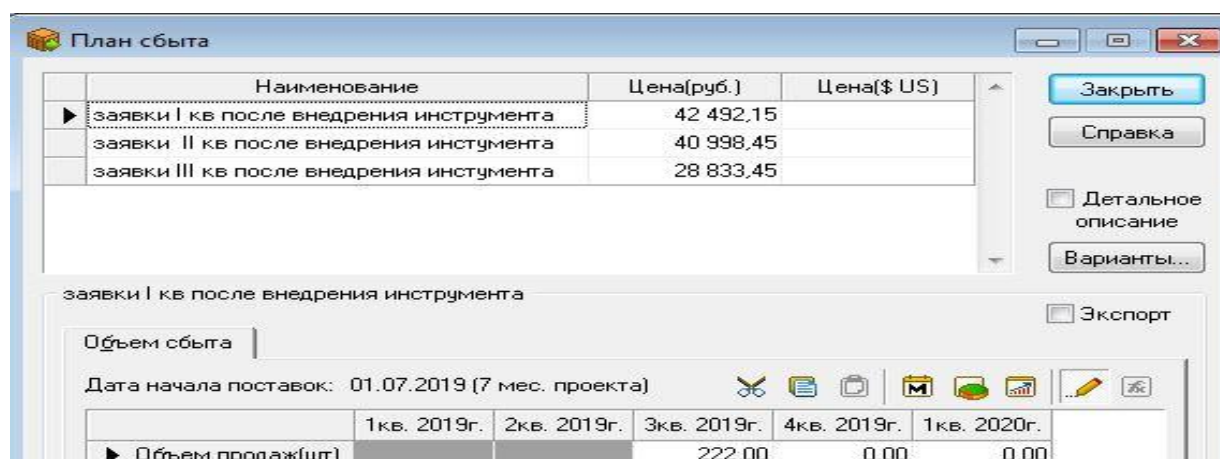 План сбыта
Наименование Цена(руб.) Цена($ US)
заявки I кв после внедрения инструмента 42 492,15
заявки II кв после внедрения инстумента 40 998,45
заявки III кв после внедрения инстумента 28 833,45
Закрыть
Справка
Детальное
описание
Варианты...
заявки I кв после внедрения инструмента
Экспорт
Объем сбыта
Дата начала поставок: 01.07.2019 (7 мес. проекта)
1кв. 2019г. 2кв. 2019г. 3кв. 2019г. 4кв. 2019г. 1кв. 2020г.
Объем продаж(шт) 222,00 0,00 0,00